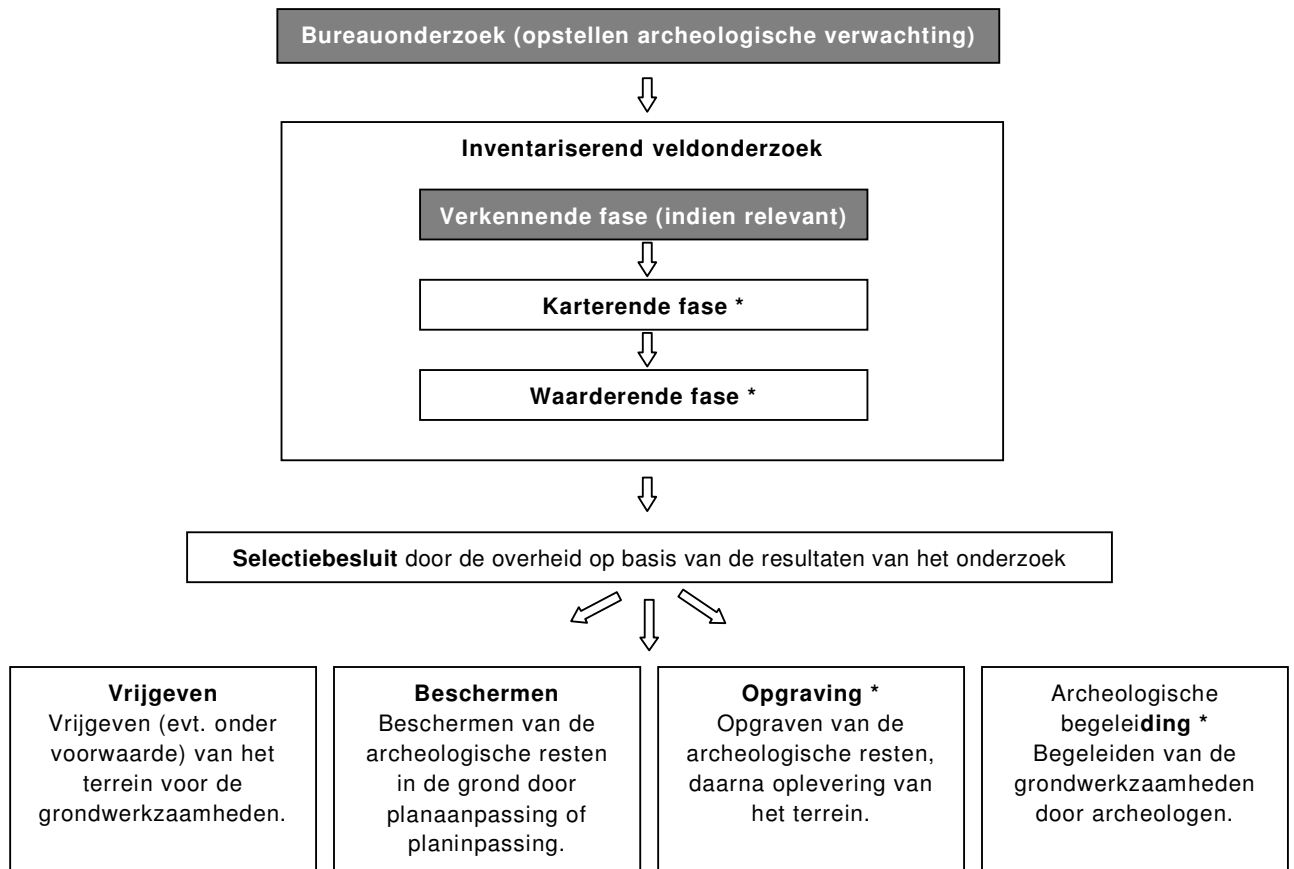 Bureauonderzoek (opstellen archeologische verwachting)
Inventariserend veldonderzoek
Verkennende fase (indien relevant)
Karterende fase *
Waarderende fase *
Selectiebesluit door de overheid op basis van de resultaten van het onderzoek
Vrijgeven
Vrijgeven (evt. onder
voorwaarde) van het
terrein voor de
grondwerkzaamheden.
Beschermen
Beschermen van de
archeologische resten
in de grond door
planaanpassing of
planinpassing.
Opgraving *
Opgraven van de
archeologische resten,
daarna oplevering van
het terrein.
Archeologische
begeleiding *
Begeleiden van de
grondwerkzaamheden
door archeologen.